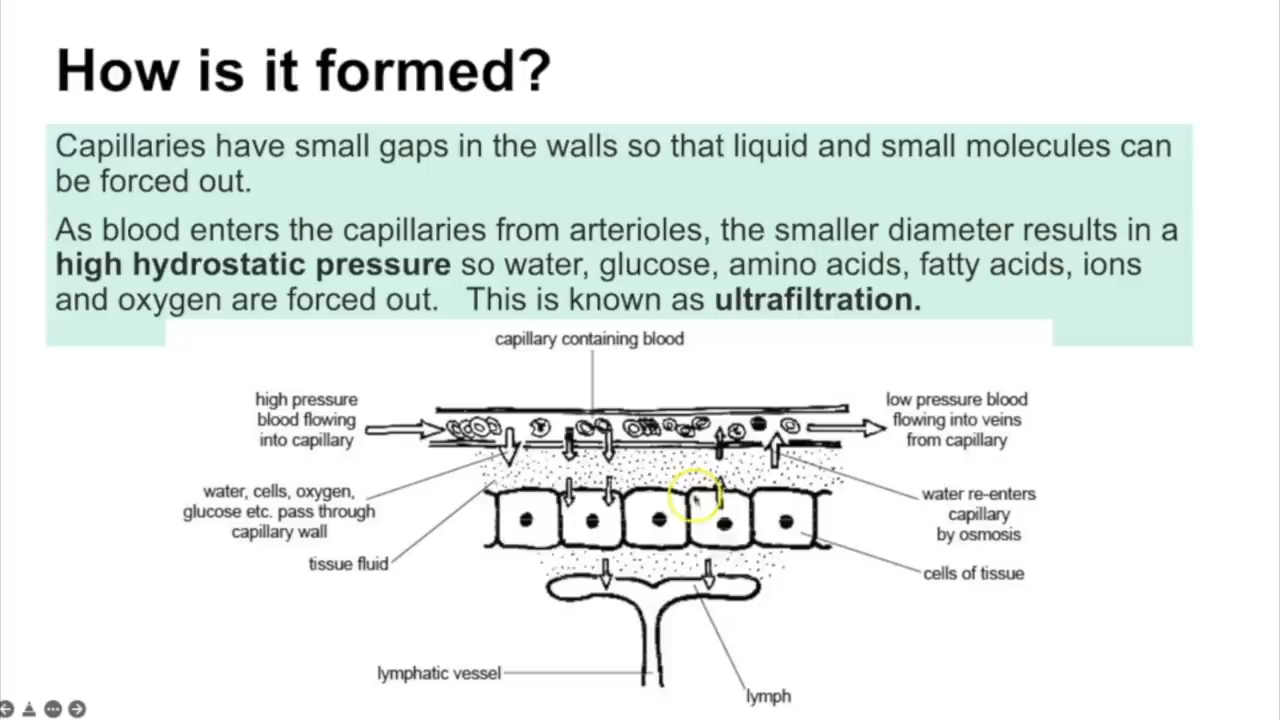 How is it formed?
Capillaries have small gaps in the walls so that liquid and small molecules can
be forced out.
As blood enters the capillaries from arterioles, the smaller diameter results in a
high hydrostatic pressure so water, glucose, amino acids, fatty acids, ions
and oxygen are forced out. This is known as ultrafiltration.
capillary containing blood
high pressure
blood flowing
into capillary
low pressure blood
flowing into veins
from capillary
water, cells, oxygen,
glucose etc. pass through
capillary wall
water re-enters
capillary
by osmosis
tissue fluid
cells of tissue
lymphatic vessel
lymph